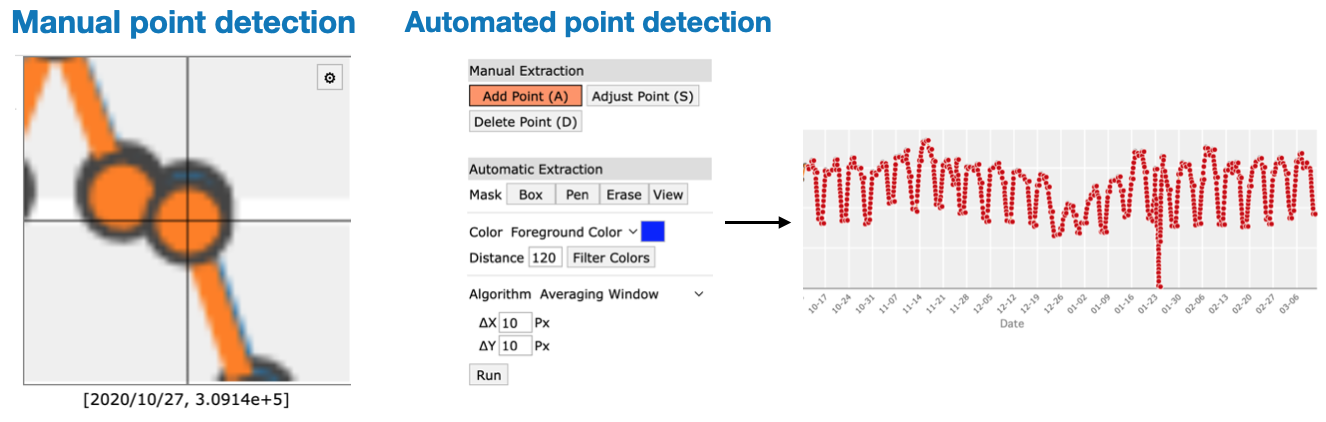 Manual point detection
Automated point detection
[2020/10/27, 3.0914e+5]
Manual Extraction
Add Point (A) Adjust Point (S)
Delete Point (D)
Automatic Extraction
Mask Box Pen Erase View
Color Foreground Color
Distance 120 Filter Colors
Algorithm Averaging Window
ΔX 10 Px
ΔY 10 Px
Run
10-17 10-24 10-31 11-07 11-14 11-21 11-28 12-05 12-12 12-19 12-26 01-02 01-09 01-16 01-23 01-30 02-06 02-13 02-20 02-27 03-06
Date